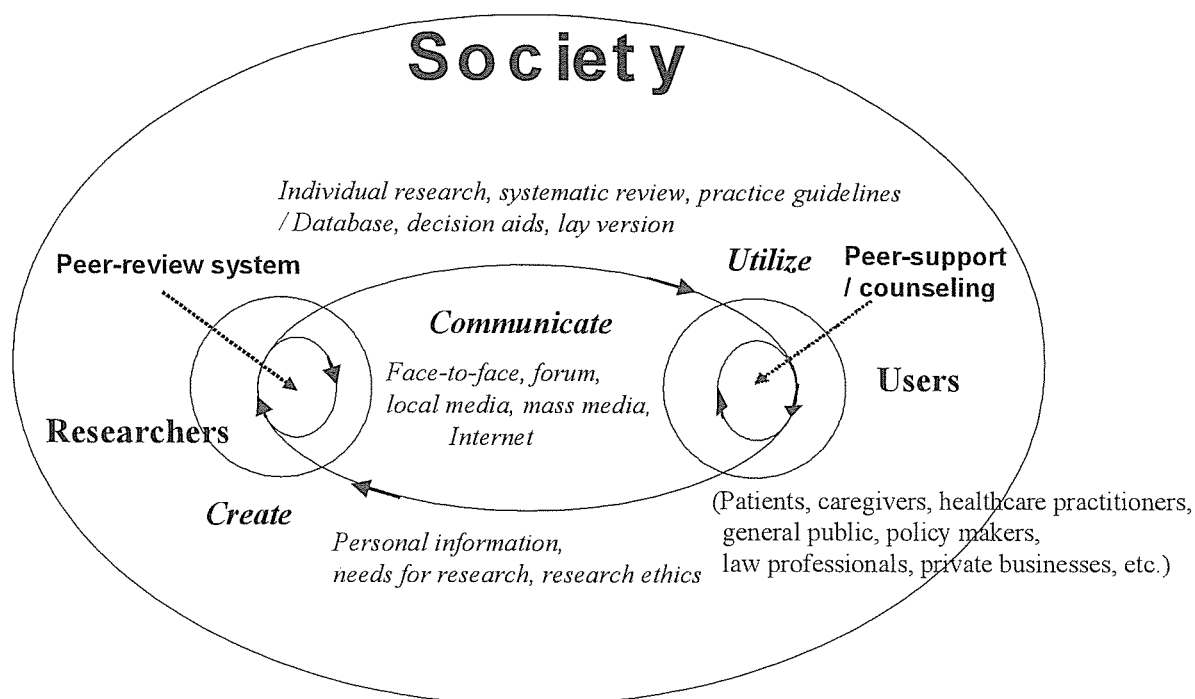 Society
Individual research, systematic review, practice guidelines
/ Database, decision aids, lay version
Peer-review system
Utilize
Peer-support
/ counseling
Communicate
Face-to-face, forum,
local media, mass media,
Internet
Users
Researchers
Create
(Patients, caregivers, healthcare practitioners,
general public, policy makers,
law professionals, private businesses, etc.)
Personal information,
needs for research, research ethics